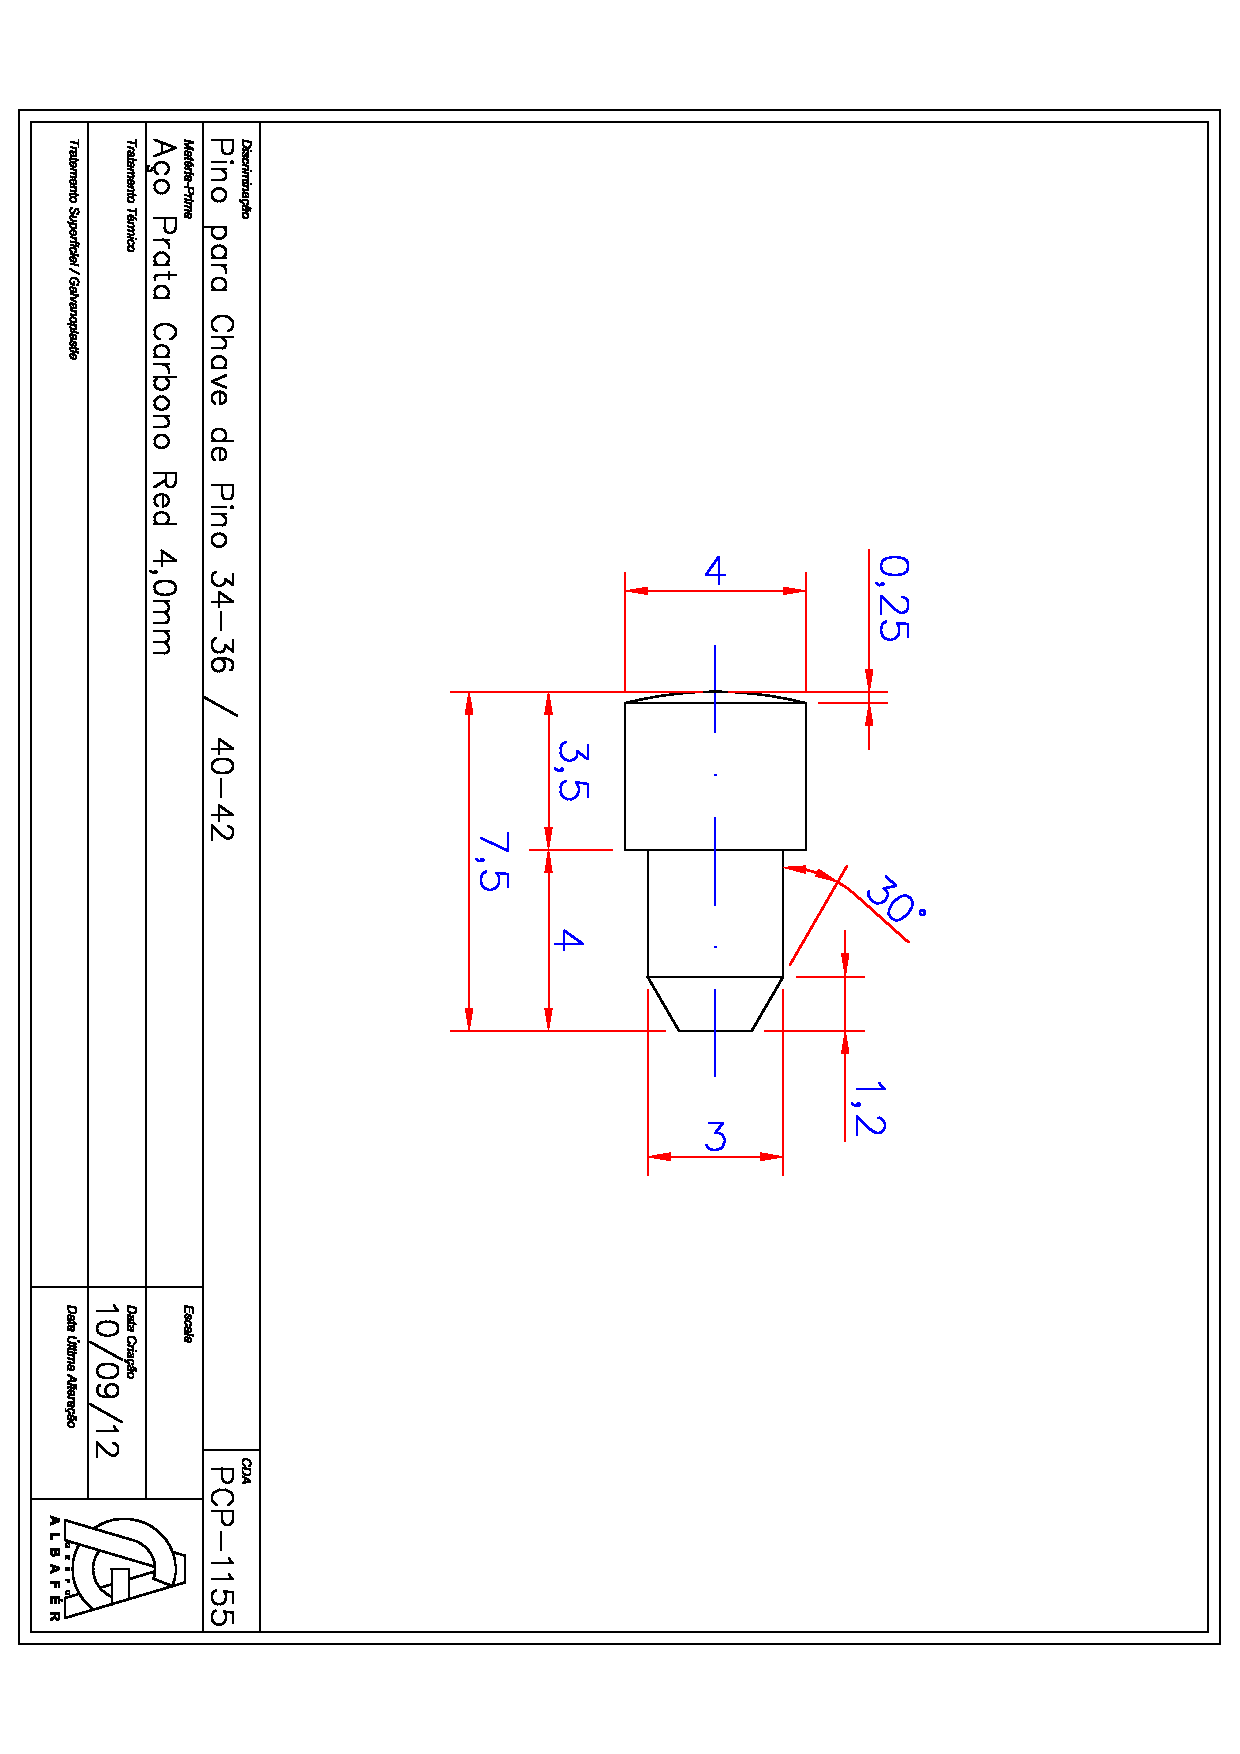 0,25
4
3,5
7,5
4
30°
1,2
3
Discriminação
Pino para Chave de Pino 34-36 / 40-42
CDA
PCP-1155
Matéria-Prima
Aço Prata Carbono Red 4,0mm
Escala
Tratamento Térmico
Data Criação
10/09/12
Tratamento Superficial / Galvanoplastia
Data Última Alteração
GRUPO
ALBAFÉR